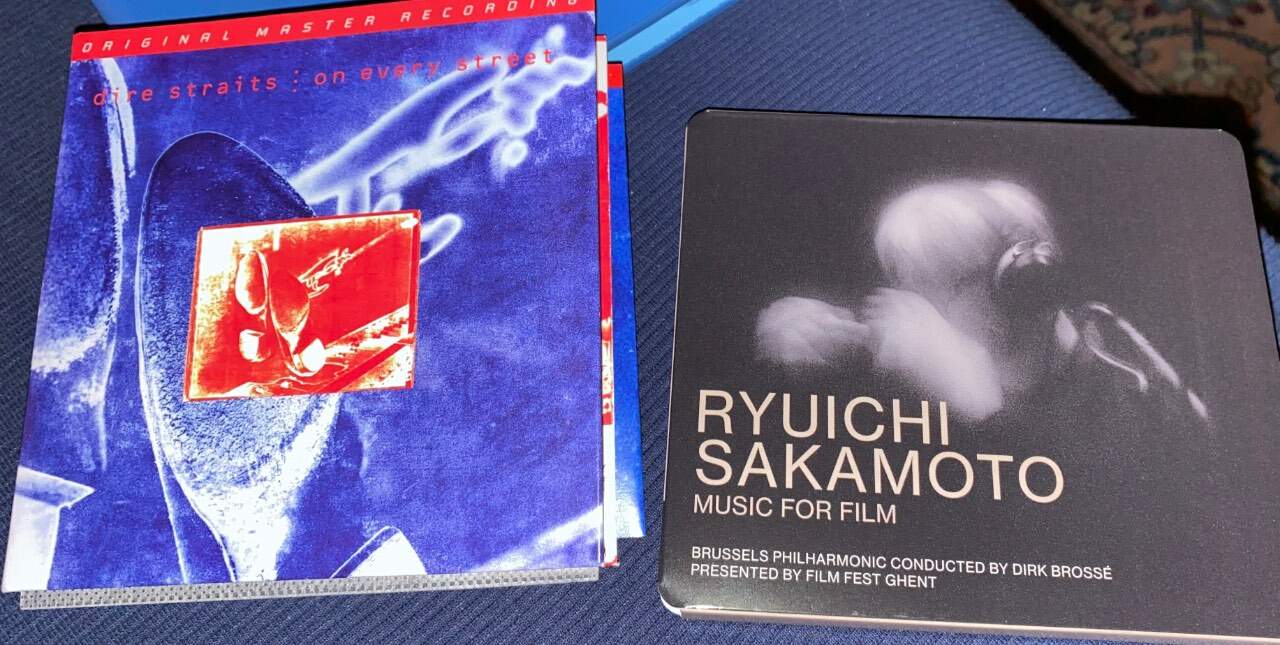 ORIGINAL MASTER RECORDING
dire straits : on every street
RYUICHI
SAKAMOTO
MUSIC FOR FILM
BRUSSELS PHILHARMONIC CONDUCTED BY DIRK BROSSÉ
PRESENTED BY FILM FEST GHENT